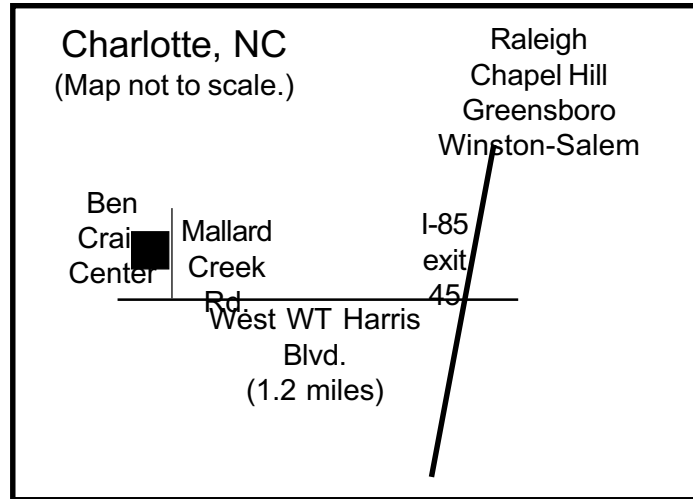 Charlotte, NC
(Map not to scale.)
Raleigh
Chapel Hill
Greensboro
Winston-Salem
Ben
Crai
Center
Mallard
Creek
Rd.
I-85
exit
45
West WT Harris
Blvd.
(1.2 miles)